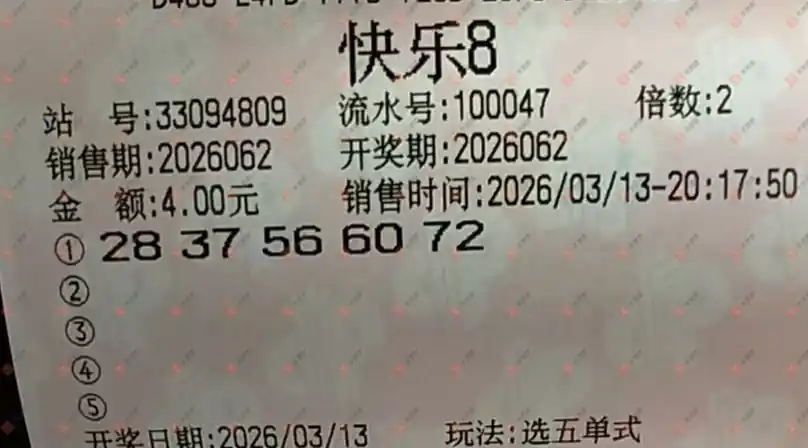 快乐8
站 号:33094809 流水号:100047 倍数:2
销售期:2026062 开奖期:2026062
金 额:4.00元 销售时间:2026/03/13-20:17:50
① 28 37 56 60 72
②
③
④
⑤
开奖日期:2026/03/13 玩法:选五单式